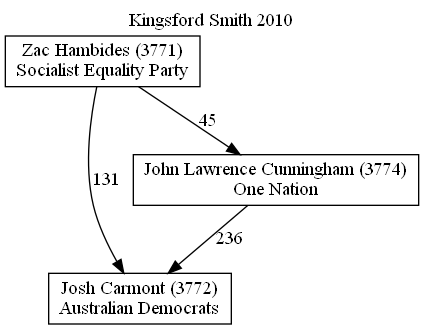 Kingsford Smith 2010
Zac Hambides (3771)
Socialist Equality Party
45
John Lawrence Cunningham (3774)
One Nation
131
236
Josh Carmont (3772)
Australian Democrats